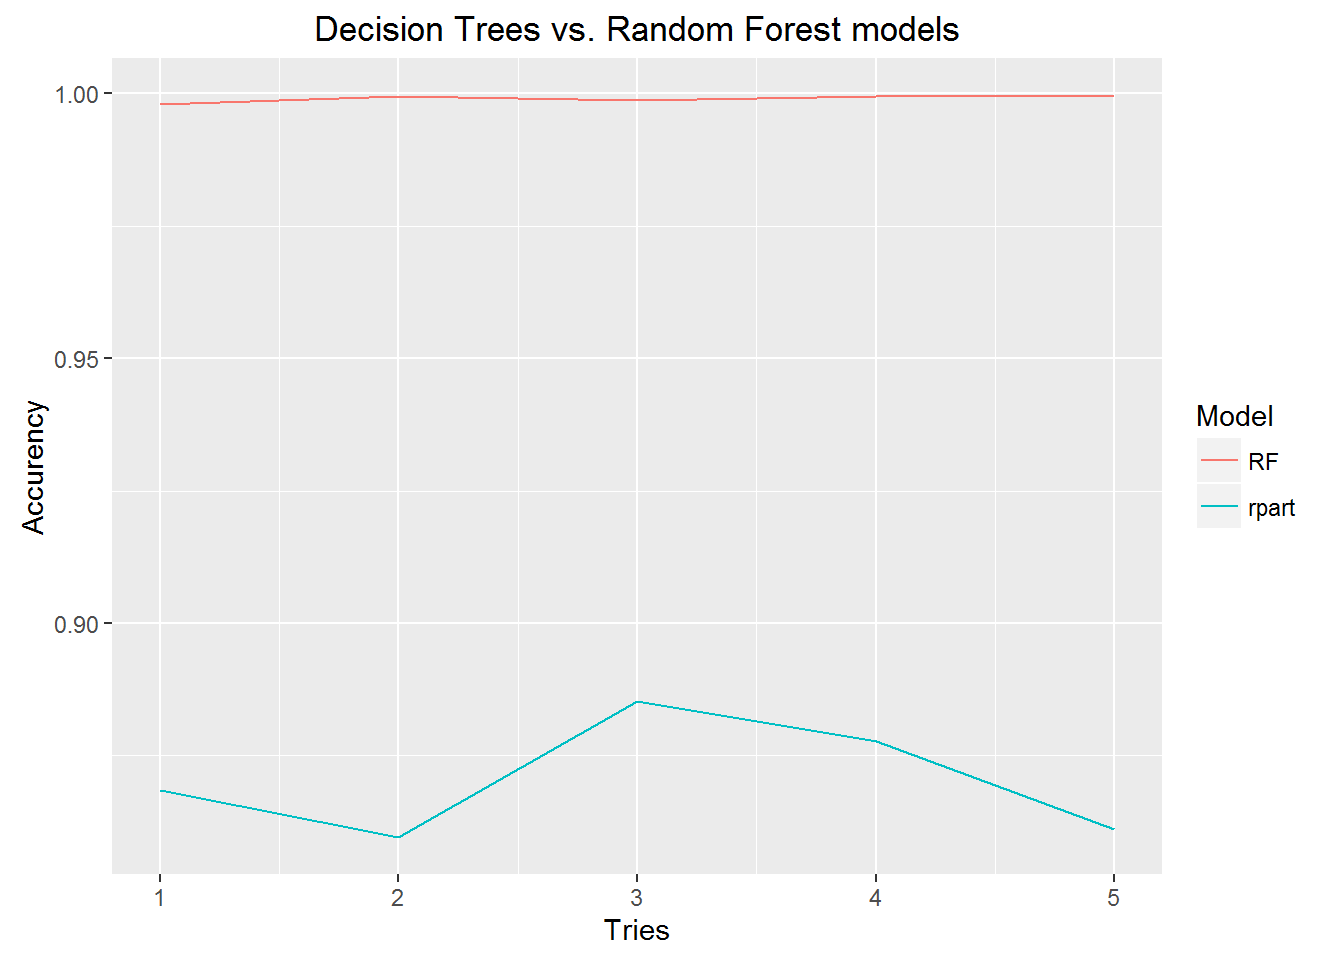 Decision Trees vs. Random Forest models
1.00
0.95
0.90
Accurency
1 2 3 4 5
Tries
Model
RF
rpart